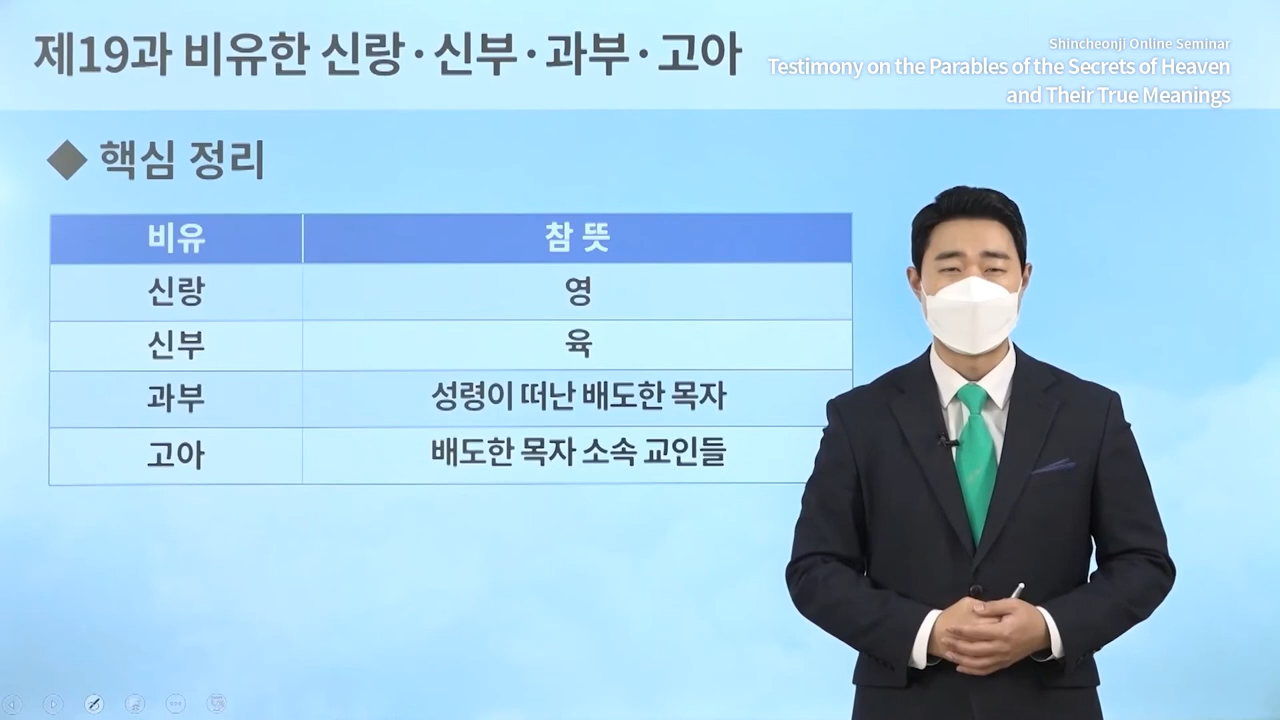 제19과 비유한 신랑·신부·과부·고아
Shincheonji Online Seminar
Testimony on the Parables of the Secrets of Heaven
and Their True Meanings
◆ 핵심 정리
비유 참 뜻
신랑 영
신부 육
과부 성령이 떠난 배도한 목자
고아 배도한 목자 소속 교인들